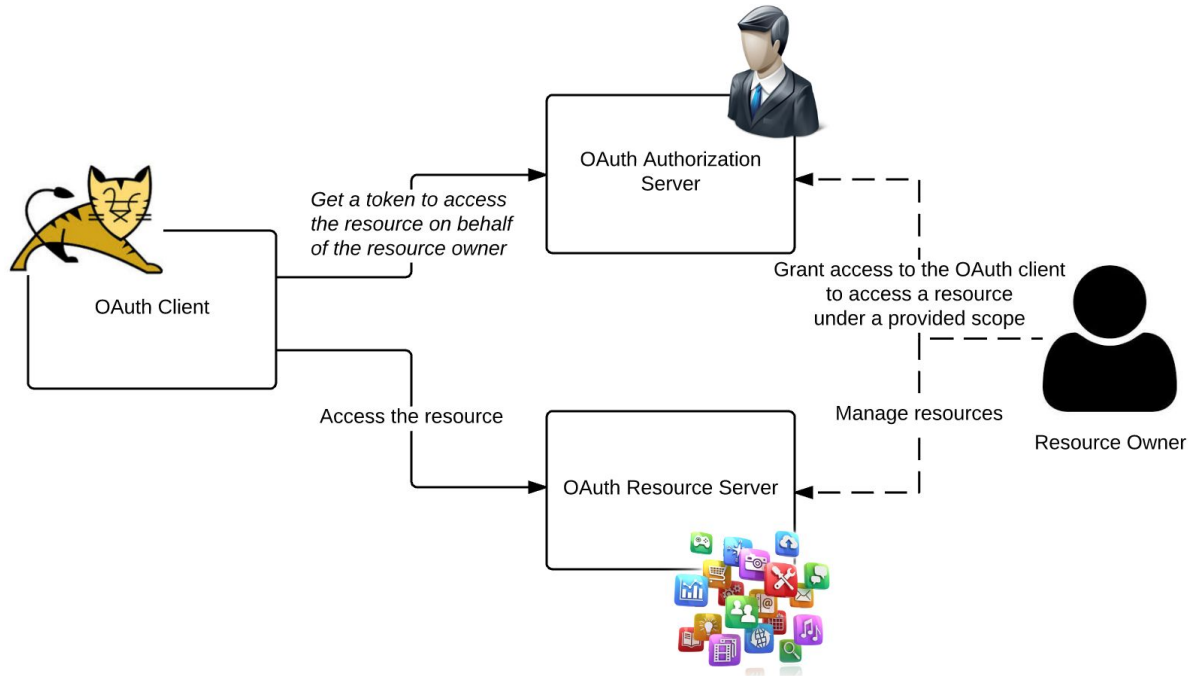 OAuth Authorization
Server
Get a token to access
the resource on behalf
of the resource owner
OAuth Client
Grant access to the OAuth client
to access a resource
under a provided scope
Access the resource
Manage resources
Resource Owner
OAuth Resource Server
@